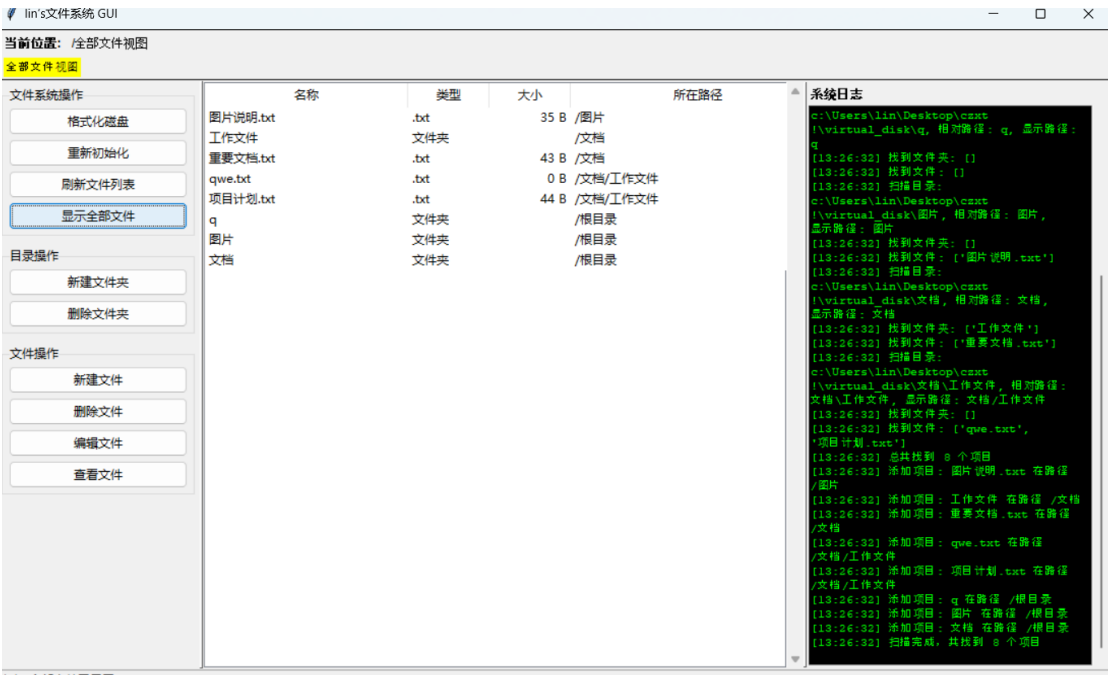 lin's文件系统 GUI
当前位置： /全部文件视图
全部文件视图
文件系统操作
格式化磁盘
重新初始化
刷新文件列表
显示全部文件
目录操作
新建文件夹
删除文件夹
文件操作
新建文件
删除文件
编辑文件
查看文件
名称 类型 大小 所在路径
图片说明.txt .txt 35 B /图片
工作文件 文件夹 /文档
重要文档.txt .txt 43 B /文档
qwe.txt .txt 0 B /文档/工作文件
项目计划.txt .txt 44 B /文档/工作文件
q 文件夹 /根目录
图片 文件夹 /根目录
文档 文件夹 /根目录
系统日志
c:\Users\lin\Desktop\czxt
!\virtual_disk\q, 相对路径: q, 显示路径:
q
[13:26:32] 找到文件夹: []
[13:26:32] 找到文件: []
[13:26:32] 扫描目录:
c:\Users\lin\Desktop\czxt
!\virtual_disk\图片, 相对路径: 图片,
显示路径: 图片
[13:26:32] 找到文件夹: []
[13:26:32] 找到文件: ['图片说明.txt']
[13:26:32] 扫描目录:
c:\Users\lin\Desktop\czxt
!\virtual_disk\文档, 相对路径: 文档,
显示路径: 文档
[13:26:32] 找到文件夹: ['工作文件']
[13:26:32] 找到文件: ['重要文档.txt']
[13:26:32] 扫描目录:
c:\Users\lin\Desktop\czxt
!\virtual_disk\文档\工作文件, 相对路径:
文档\工作文件, 显示路径: 文档/工作文件
[13:26:32] 找到文件夹: []
[13:26:32] 找到文件: ['qwe.txt',
'项目计划.txt']
[13:26:32] 总共找到 8 个项目
[13:26:32] 添加项目: 图片说明.txt 在路径
/图片
[13:26:32] 添加项目: 工作文件 在路径 /文档
[13:26:32] 添加项目: 重要文档.txt 在路径
/文档
[13:26:32] 添加项目: qwe.txt 在路径
/文档/工作文件
[13:26:32] 添加项目: 项目计划.txt 在路径
/文档/工作文件
[13:26:32] 添加项目: q 在路径 /根目录
[13:26:32] 添加项目: 图片 在路径 /根目录
[13:26:32] 添加项目: 文档 在路径 /根目录
[13:26:32] 扫描完成，共找到 8 个项目